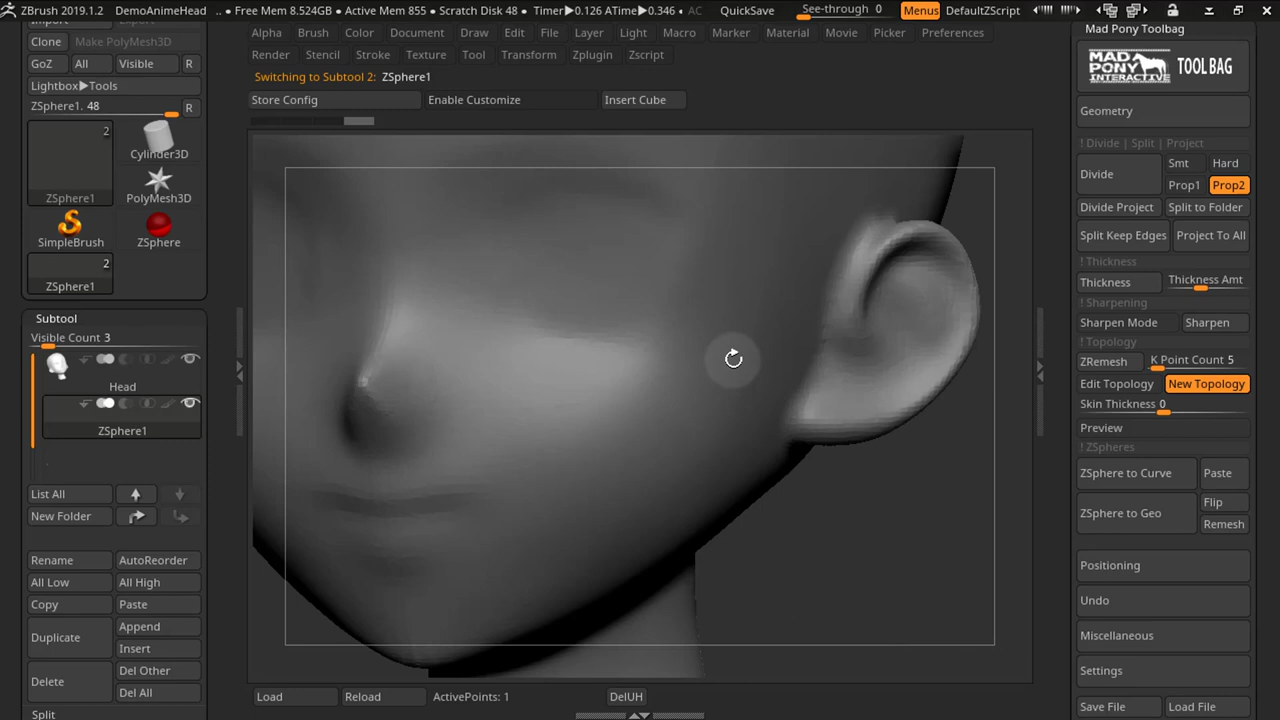 ZBrush 2019.1.2 DemoAnimeHead .. • Free Mem 8.524GB • Active Mem 855 • Scratch Disk 48 • Timer▶0.126 ATime▶0.346 AC QuickSave See-through 0 Menus DefaultZScript
Import Export
Clone Make PolyMesh3D
GoZ All Visible R
Lightbox▶Tools
ZSphere1. 48 R
2
ZSphere1
Cylinder3D
PolyMesh3D
SimpleBrush
ZSphere
2
ZSphere1
Subtool
Visible Count 3
Head
ZSphere1
List All
New Folder
Rename AutoReorder
All Low All High
Copy Paste
Duplicate Append
Insert
Delete Del Other
Del All
Split
Alpha Brush Color Document Draw Edit File Layer Light Macro Marker Material Movie Picker Preferences
Render Stencil Stroke Texture Tool Transform Zplugin Zscript
Switching to Subtool 2: ZSphere1
Store Config Enable Customize Insert Cube
Load Reload ActivePoints: 1 DelUH
Mad Pony Toolbag
MAD PONY INTERACTIVE TOOL BAG
Geometry
! Divide | Split | Project
Divide Smt Hard
Prop1 Prop2
Divide Project Split to Folder
Split Keep Edges Project To All
! Thickness
Thickness Thickness Amt
! Sharpening
Sharpen Mode Sharpen
! Topology
ZRemesh K Point Count 5
Edit Topology New Topology
Skin Thickness 0
Preview
! ZSpheres
ZSphere to Curve Paste
ZSphere to Geo Flip
Remesh
Positioning
Undo
Miscellaneous
Settings
Save File Load File